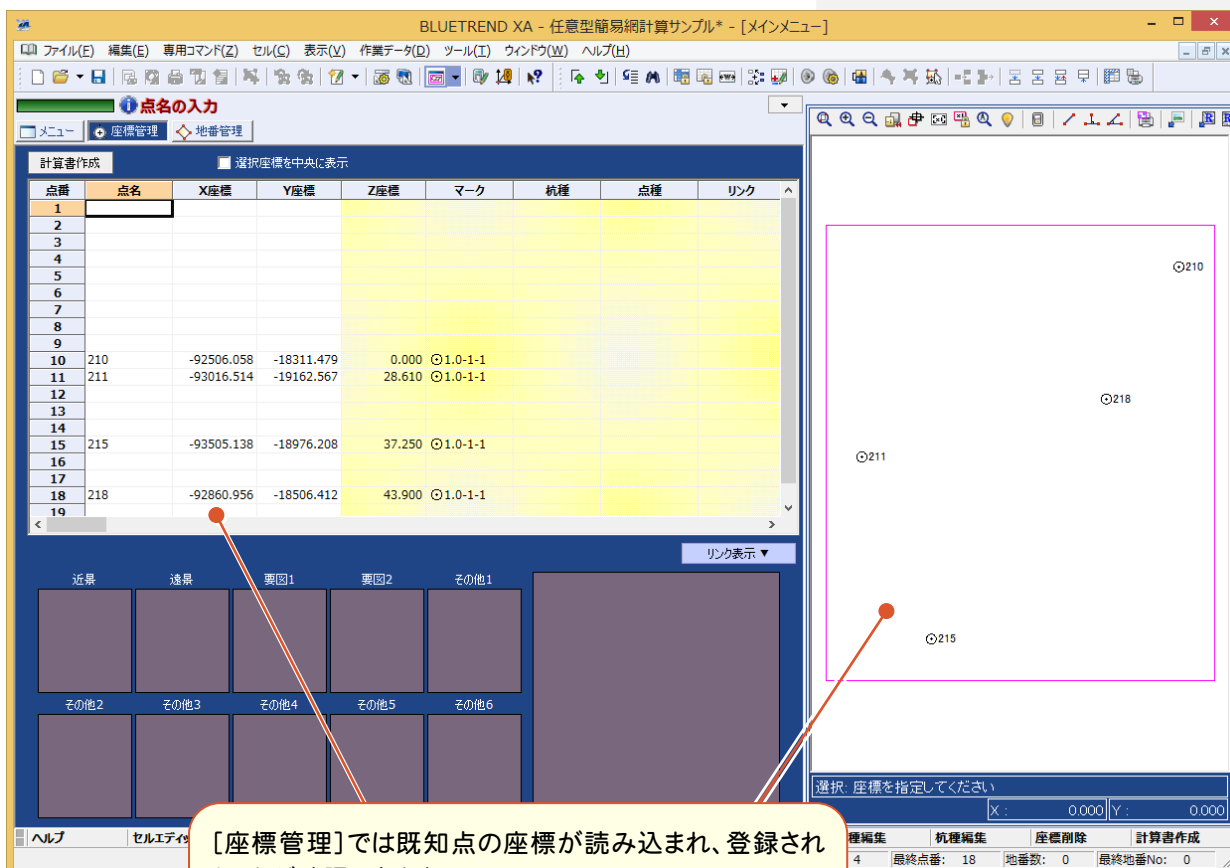 BLUETREND XA - 任意型簡易網計算サンプル* - [メインメニュー]
ファイル(F) 編集(E) 専用コマンド(Z) セル(C) 表示(V) 作業データ(D) ツール(T) ウィンドウ(W) ヘルプ(H)
点名の入力
メニュー 座標管理 地番管理
計算書作成 選択座標を中央に表示
点番 点名 X座標 Y座標 Z座標 マーク 杭種 点種 リンク
1
2
3
4
5
6
7
8
9
10 210 -92506.058 -18311.479 0.000 ⊙1.0-1-1
11 211 -93016.514 -19162.567 28.610 ⊙1.0-1-1
12
13
14
15 215 -93505.138 -18976.208 37.250 ⊙1.0-1-1
16
17
18 218 -92860.956 -18506.412 43.900 ⊙1.0-1-1
19
リンク表示 ▼
近景 遠景 要図1 要図2 その他1
その他2 その他3 その他4 その他5 その他6
⊙210
⊙218
⊙211
⊙215
選択: 座標を指定してください
X : 0.000 Y : 0.000
[座標管理]では既知点の座標が読み込まれ、登録され
ヘルプ 種編集 杭種編集 座標削除 計算書作成
4 最終点番: 18 地番数: 0 最終地番No: 0